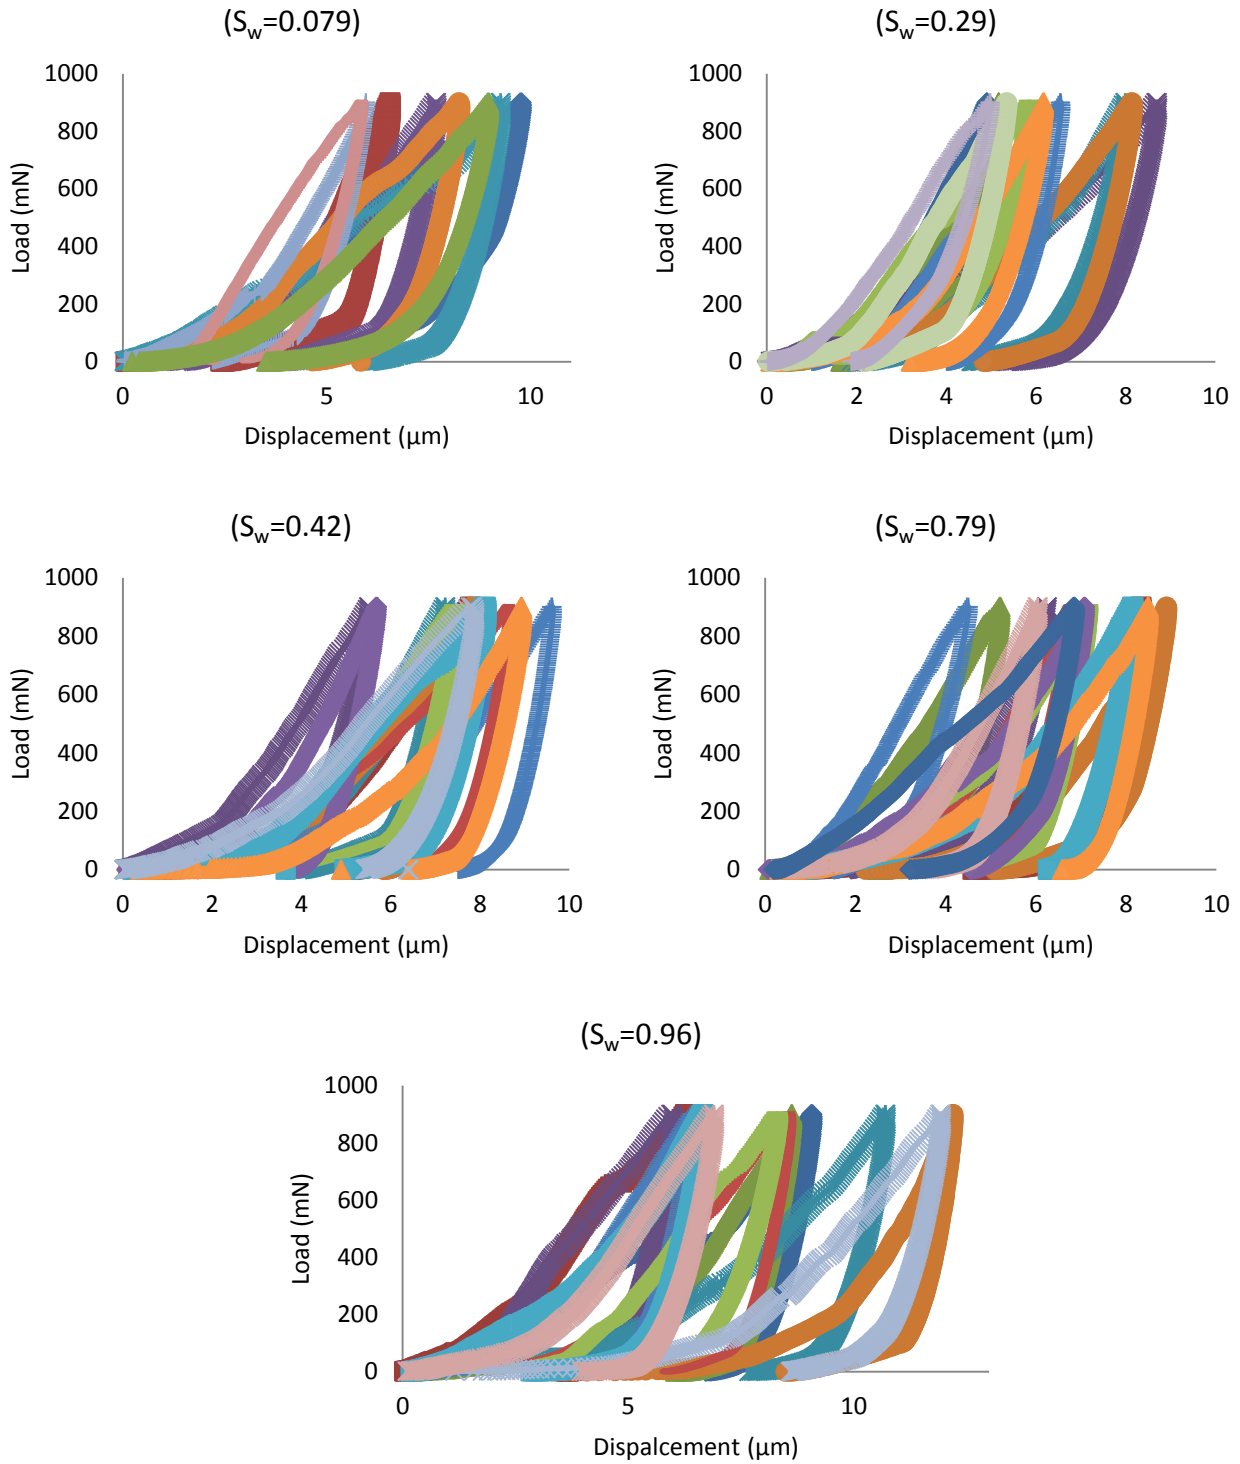 (Sw=0.079)
1000
800
600
400
200
0
Load (mN)
0 5 10
Displacement (µm)
(Sw=0.29)
1000
800
600
400
200
0
Load (mN)
0 2 4 6 8 10
Displacement (µm)
(Sw=0.42)
1000
800
600
400
200
0
Load (mN)
0 2 4 6 8 10
Displacement (µm)
(Sw=0.79)
1000
800
600
400
200
0
Load (mN)
0 2 4 6 8 10
Displacement (µm)
(Sw=0.96)
1000
800
600
400
200
0
Load (mN)
0 5 10
Dispalcement (µm)